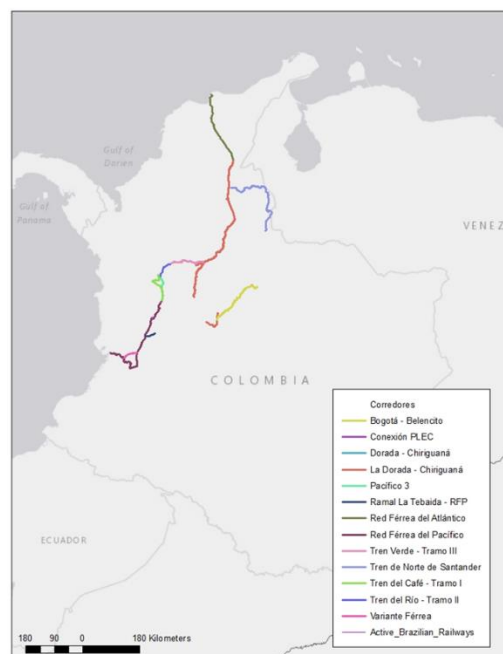 Gulf of
Darien
Gulf of
Panama
VENEZ
COLOMBIA
ECUADOR
Corredores
Bogotá - Belencito
Conexión PLEC
Dorada - Chiriguaná
La Dorada - Chiriguaná
Pacífico 3
Ramal La Tebaida - RFP
Red Férrea del Atlántico
Red Férrea del Pacífico
Tren Verde - Tramo III
Tren de Norte de Santander
Tren del Café - Tramo I
Tren del Río - Tramo II
Variante Férrea
Active_Brazilian_Railways
180 90 0 180 Kilometers